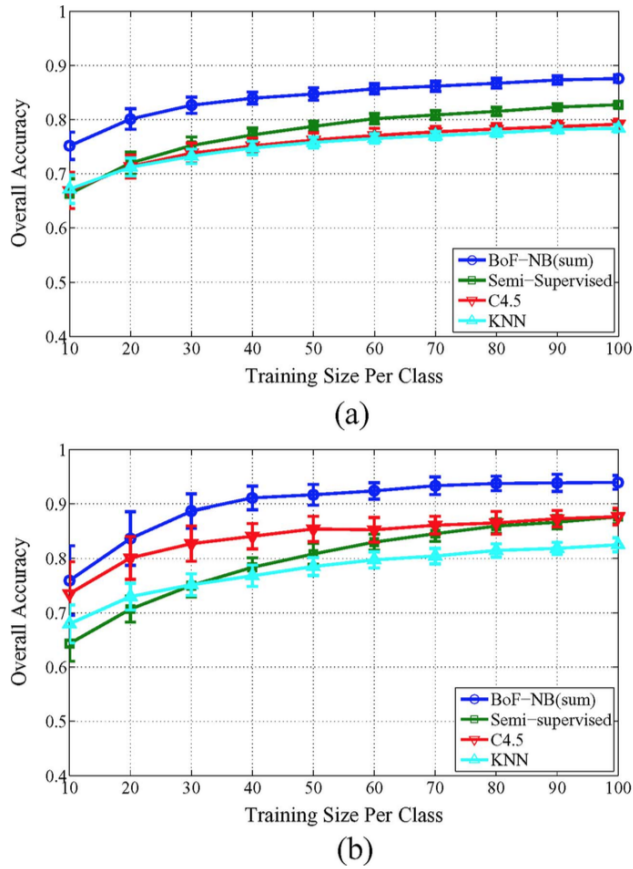 1
0.9
0.8
0.7
0.6
0.5
0.4
Overall Accuracy
BoF−NB(sum)
Semi−Supervised
C4.5
KNN
10 20 30 40 50 60 70 80 90 100
Training Size Per Class
(a)
1
0.9
0.8
0.7
0.6
0.5
0.4
Overall Accuracy
BoF−NB(sum)
Semi−supervised
C4.5
KNN
10 20 30 40 50 60 70 80 90 100
Training Size Per Class
(b)